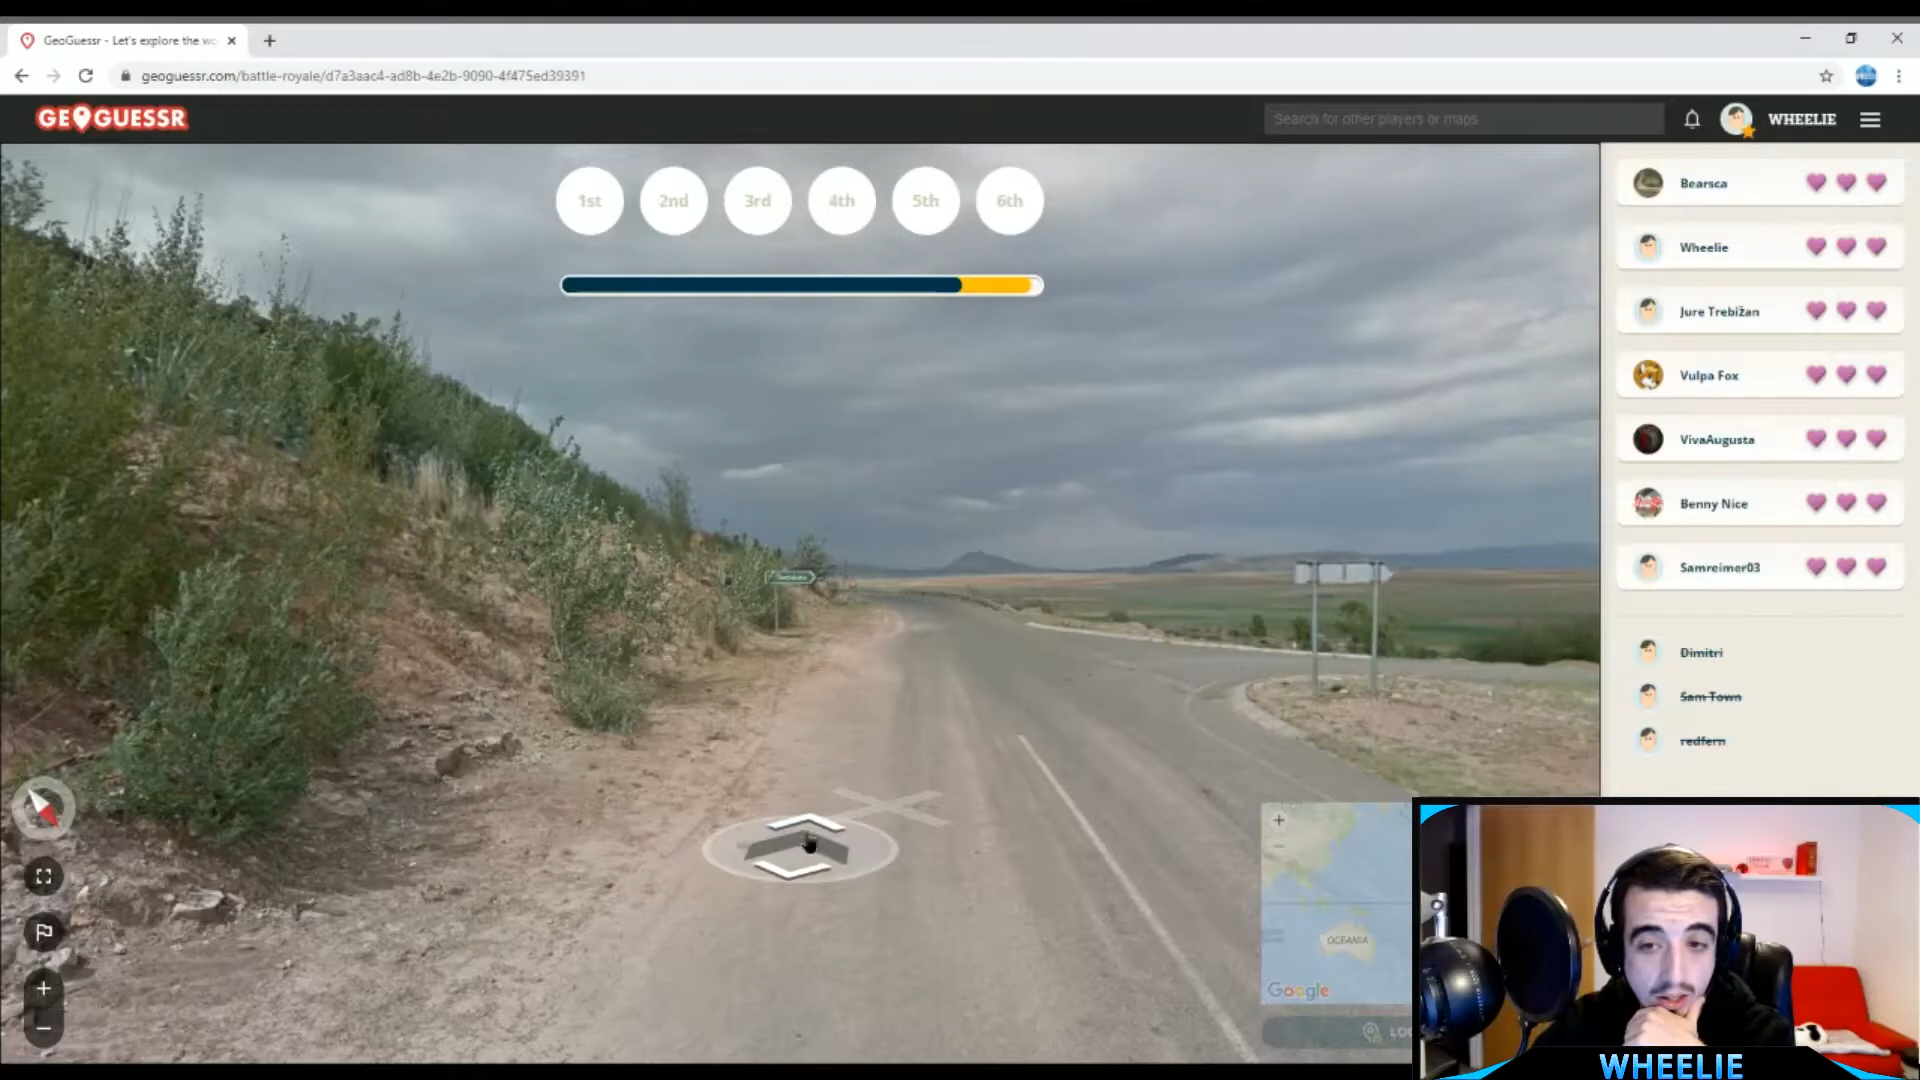 GeoGuessr - Let's explore the wo
geoguessr.com/battle-royale/d7a3aac4-ad8b-4e2b-9090-4f475ed39391
GEOGUESSR
Search for other players or maps
WHEELIE
1st
2nd
3rd
4th
5th
6th
Bearsca
Wheelie
Jure Trebižan
Vulpa Fox
VivaAugusta
Benny Nice
Samreimer03
Dimitri
Sam Town
redfern
OCEANIA
Google
WHEELIE